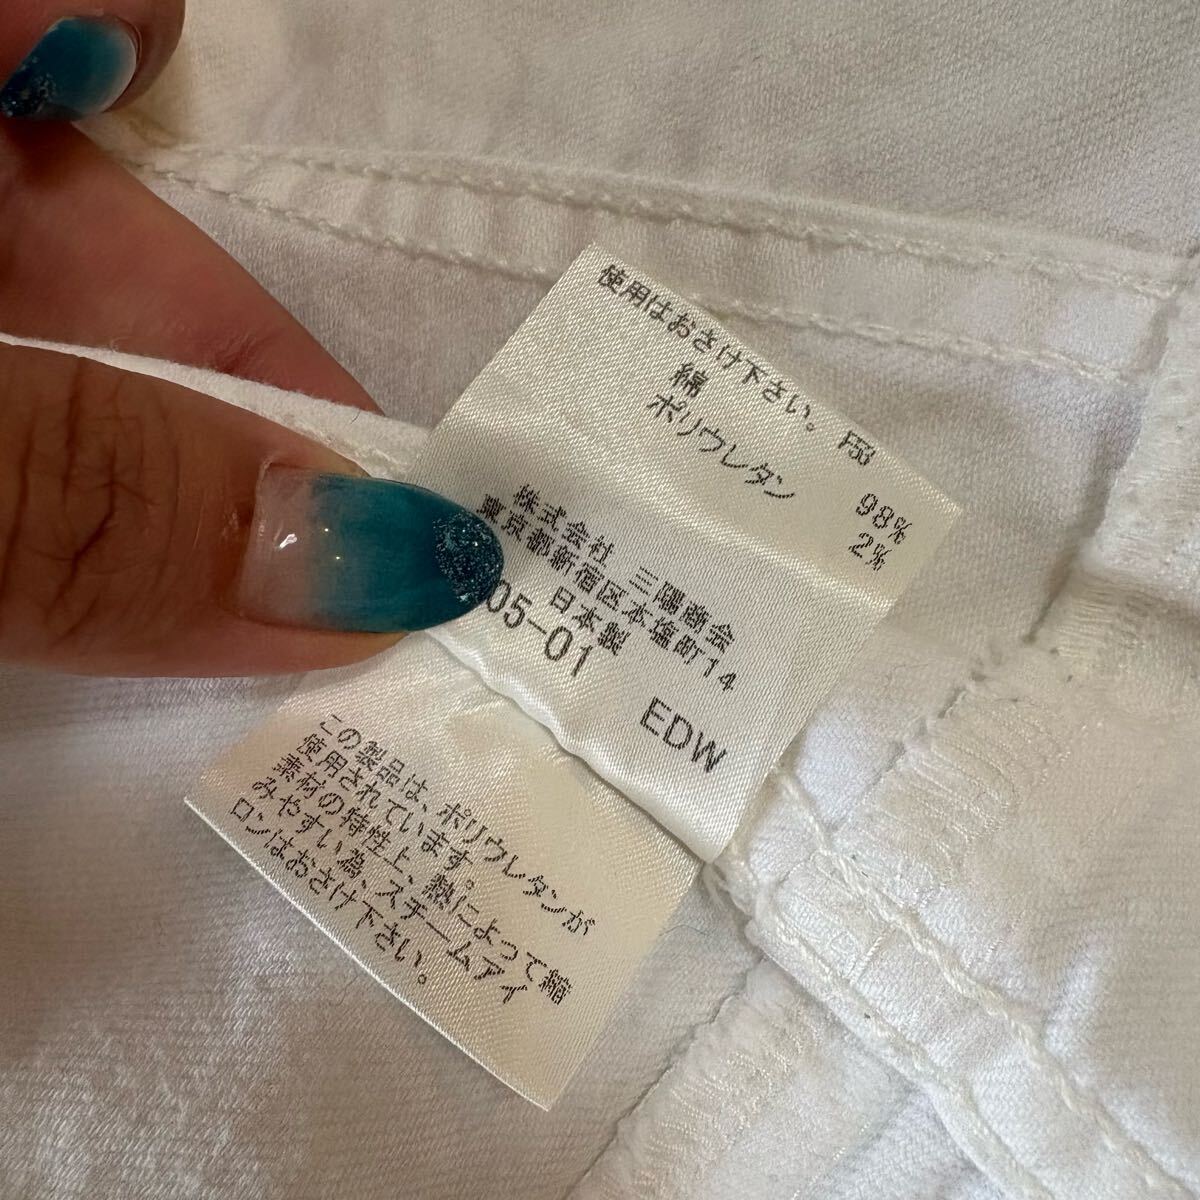 使用はおさけ下さい。 F53
綿 98%
ポリウレタン 2%
株式会社 三陽商会
東京都新宿区本塩町14
日本製
05-01 EDW
この製品は、ポリウレタンが
使用されています。
素材の特性上、熱によって縮
みやすい為、スチームアイ
ロンはおさけ下さい。